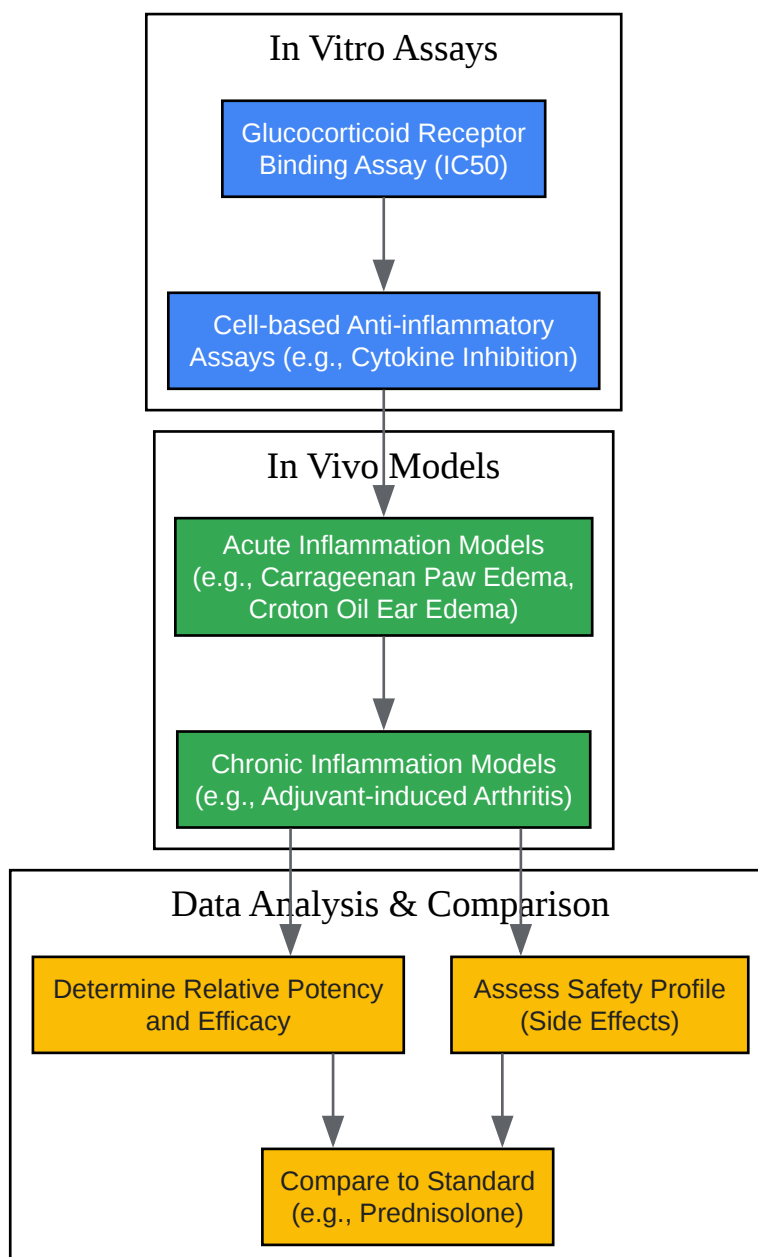 In Vitro Assays
Glucocorticoid Receptor
Binding Assay (IC50)
Cell-based Anti-inflammatory
Assays (e.g., Cytokine Inhibition)
In Vivo Models
Acute Inflammation Models
(e.g., Carrageenan Paw Edema,
Croton Oil Ear Edema)
Chronic Inflammation Models
(e.g., Adjuvant-induced Arthritis)
Data Analysis & Comparison
Determine Relative Potency
and Efficacy
Assess Safety Profile
(Side Effects)
Compare to Standard
(e.g., Prednisolone)